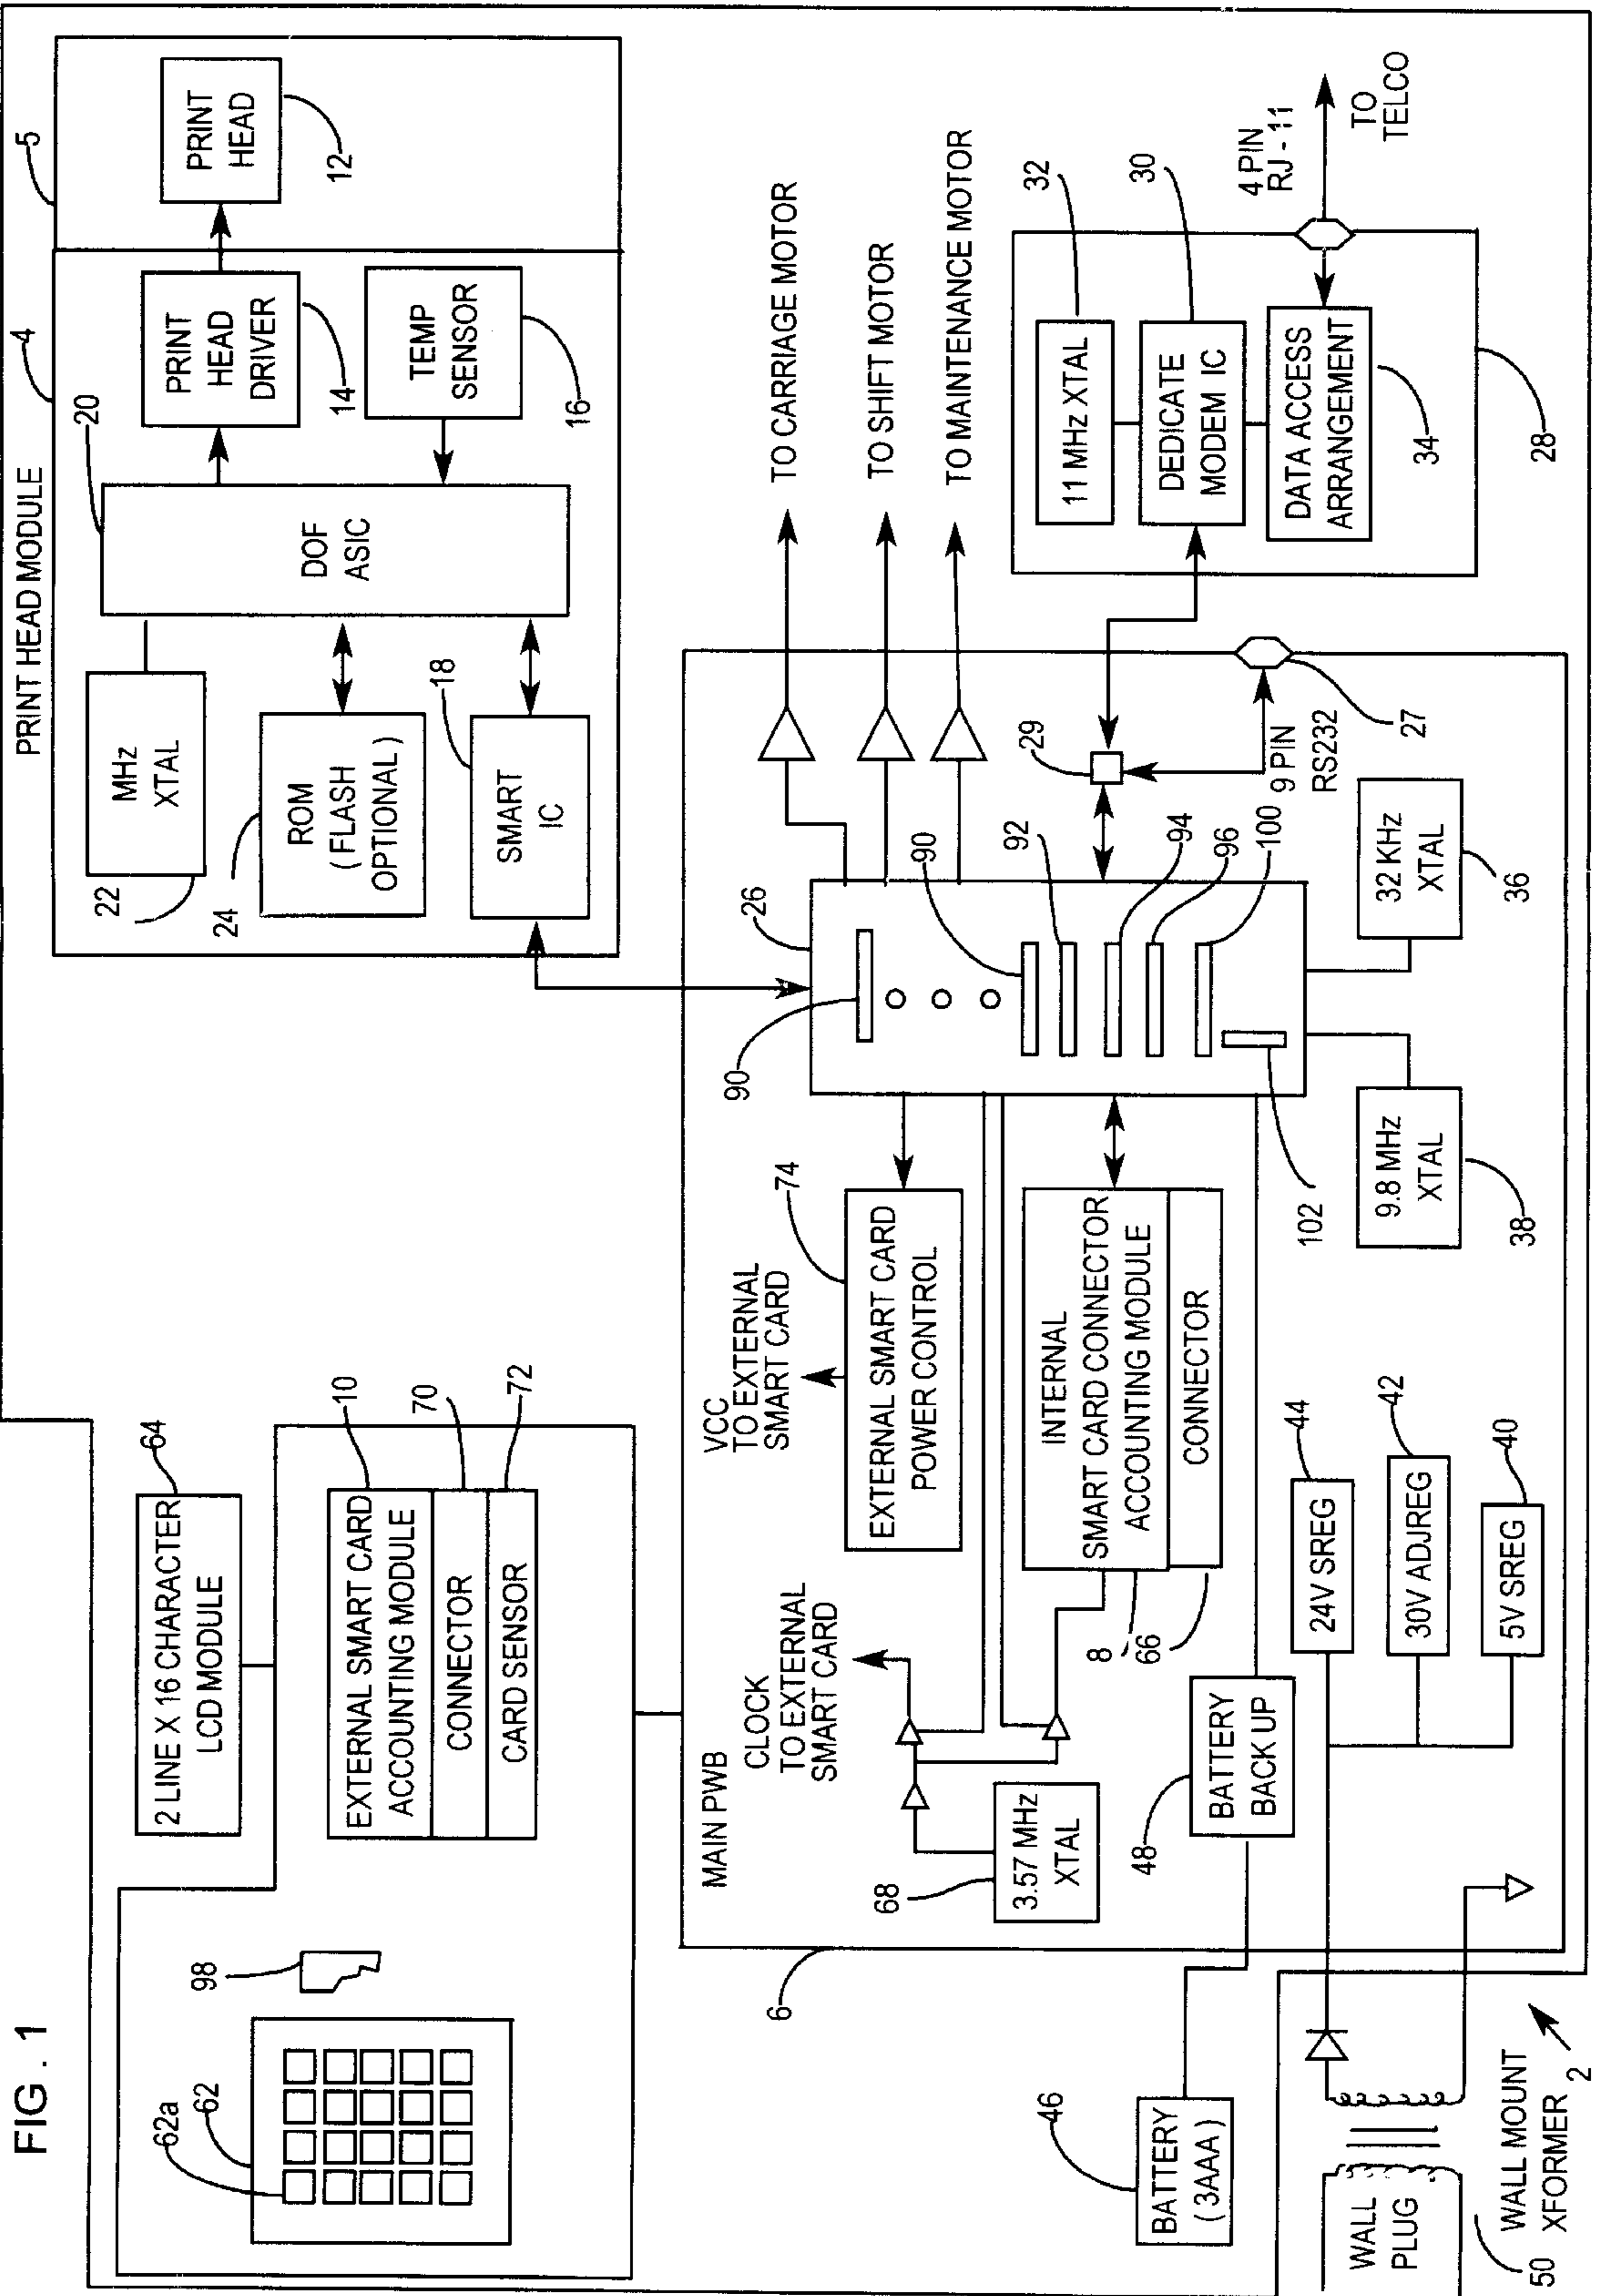 FIG. 1
62a
62
98
64
2 LINE X 16 CHARACTER
LCD MODULE
10
EXTERNAL SMART CARD
ACCOUNTING MODULE
70
CONNECTOR
72
CARD SENSOR
PRINT HEAD MODULE
4
5
22
MHz
XTAL
24
ROM
( FLASH
OPTIONAL )
18
SMART
IC
20
DOF
ASIC
PRINT
HEAD
DRIVER
14
TEMP
SENSOR
16
PRINT
HEAD
12
6
MAIN PWB
CLOCK
TO EXTERNAL
SMART CARD
VCC
TO EXTERNAL
SMART CARD
74
EXTERNAL SMART CARD
POWER CONTROL
68
3.57 MHz
XTAL
INTERNAL
SMART CARD CONNECTOR
ACCOUNTING MODULE
CONNECTOR
8
66
90
26
90
92
94
96
100
102
29
9 PIN
RS232
27
TO CARRIAGE MOTOR
TO SHIFT MOTOR
TO MAINTENANCE MOTOR
32
11 MHz XTAL
30
DEDICATE
MODEM IC
DATA ACCESS
ARRANGEMENT
34
28
4 PIN
RJ - 11
TO
TELCO
32 KHz
XTAL
36
9.8 MHz
XTAL
38
48
BATTERY
BACK UP
44
24V SREG
42
30V ADJREG
40
5V SREG
46
BATTERY
( 3AAA )
WALL
PLUG
50
WALL MOUNT
XFORMER
2